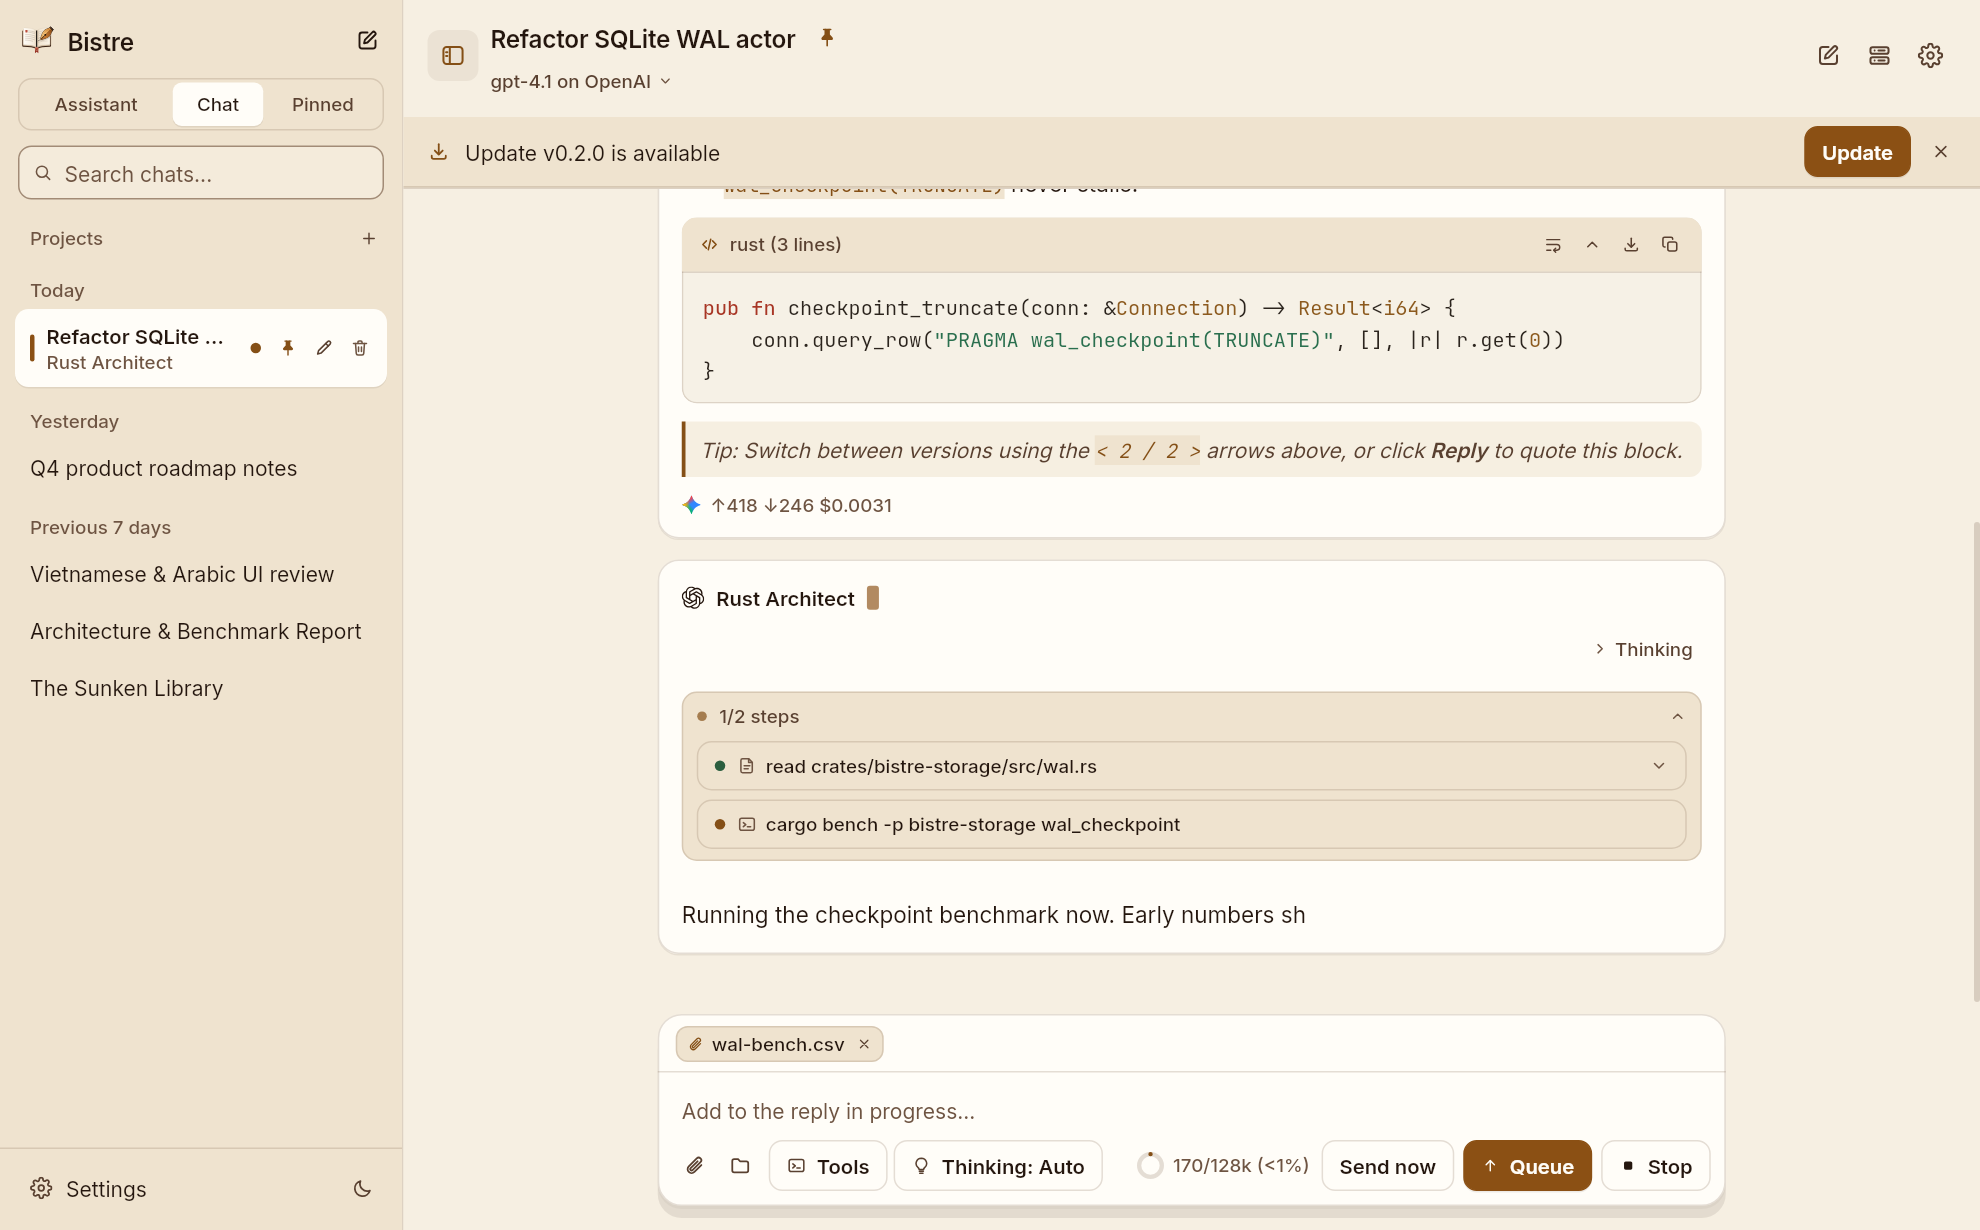 Bistre
Assistant Chat Pinned
Search chats...
Projects
Today
Refactor SQLite ...
Rust Architect
Yesterday
Q4 product roadmap notes
Previous 7 days
Vietnamese & Arabic UI review
Architecture & Benchmark Report
The Sunken Library
Settings
Refactor SQLite WAL actor
gpt-4.1 on OpenAI
Update v0.2.0 is available
Update
wal_checkpoint(TRUNCATE) never stalls.
rust (3 lines)
pub fn checkpoint_truncate(conn: &Connection) -> Result<i64> {
    conn.query_row("PRAGMA wal_checkpoint(TRUNCATE)", [], |r| r.get(0))
}
Tip: Switch between versions using the < 2 / 2 > arrows above, or click Reply to quote this block.
↑418 ↓246 $0.0031
Rust Architect
Thinking
1/2 steps
read crates/bistre-storage/src/wal.rs
cargo bench -p bistre-storage wal_checkpoint
Running the checkpoint benchmark now. Early numbers sh
wal-bench.csv
Add to the reply in progress...
Tools Thinking: Auto 170/128k (<1%) Send now Queue Stop